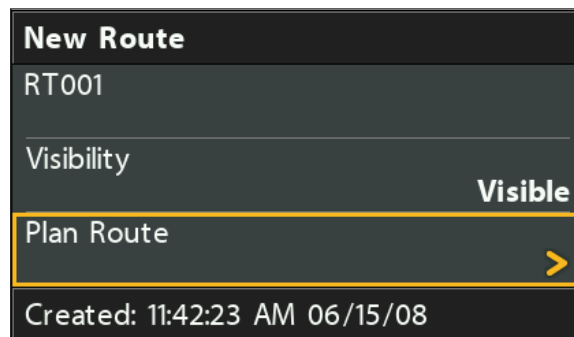 New Route
RT001
Visibility
Visible
Plan Route
>
Created: 11:42:23 AM 06/15/08